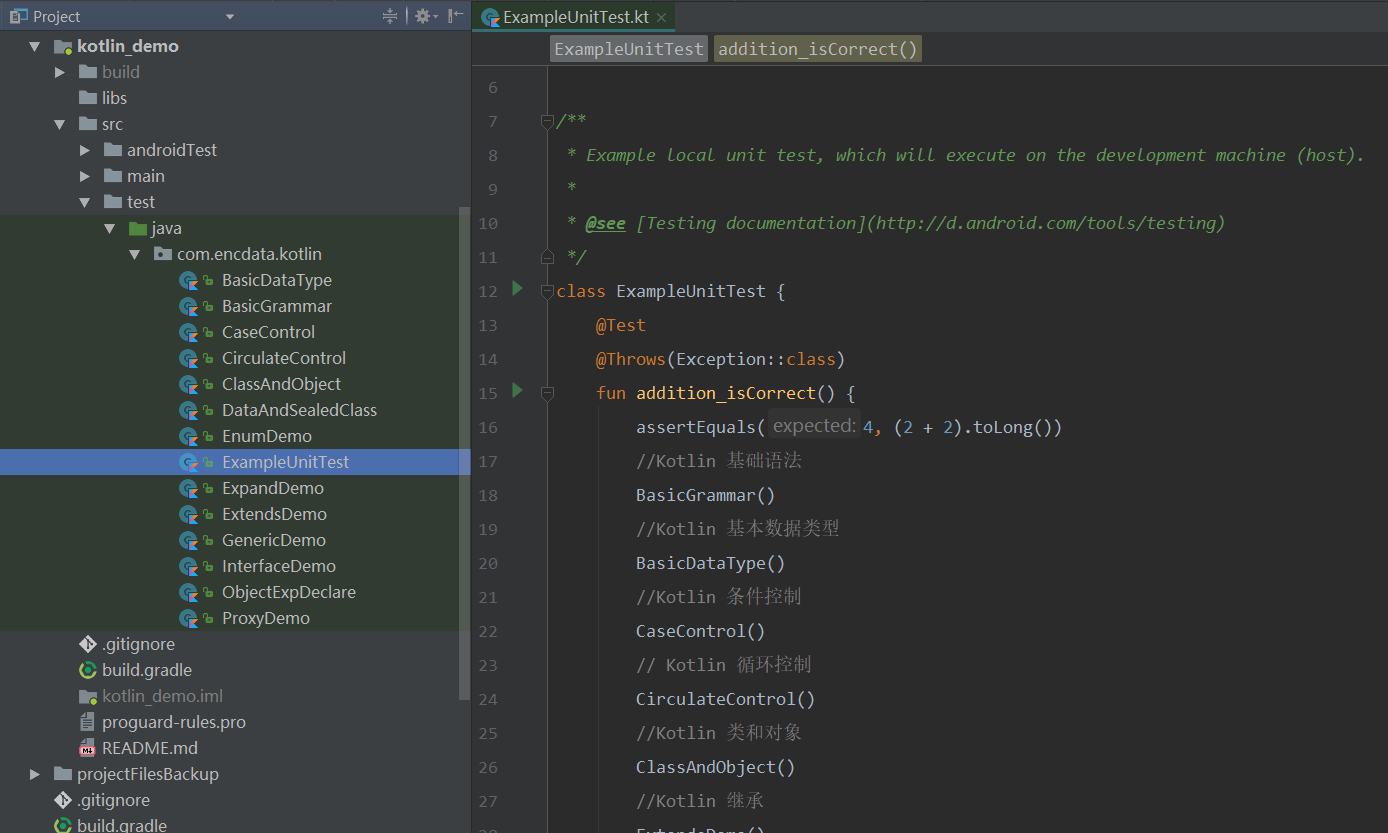 Project
kotlin_demo
build
libs
src
androidTest
main
test
java
com.encdata.kotlin
BasicDataType
BasicGrammar
CaseControl
CirculateControl
ClassAndObject
DataAndSealedClass
EnumDemo
ExampleUnitTest
ExpandDemo
ExtendsDemo
GenericDemo
InterfaceDemo
ObjectExpDeclare
ProxyDemo
.gitignore
build.gradle
kotlin_demo.iml
proguard-rules.pro
README.md
projectFilesBackup
.gitignore
build.gradle
ExampleUnitTest.kt
ExampleUnitTest addition_isCorrect()
6
7 /**
8 * Example local unit test, which will execute on the development machine (host).
9 *
10 * @see [Testing documentation](http://d.android.com/tools/testing)
11 */
12 class ExampleUnitTest {
13 @Test
14 @Throws(Exception::class)
15 fun addition_isCorrect() {
16 assertEquals( expected: 4, (2 + 2).toLong())
17 //Kotlin 基础语法
18 BasicGrammar()
19 //Kotlin 基本数据类型
20 BasicDataType()
21 //Kotlin 条件控制
22 CaseControl()
23 // Kotlin 循环控制
24 CirculateControl()
25 //Kotlin 类和对象
26 ClassAndObject()
27 //Kotlin 继承
28 ExtendsDemo()